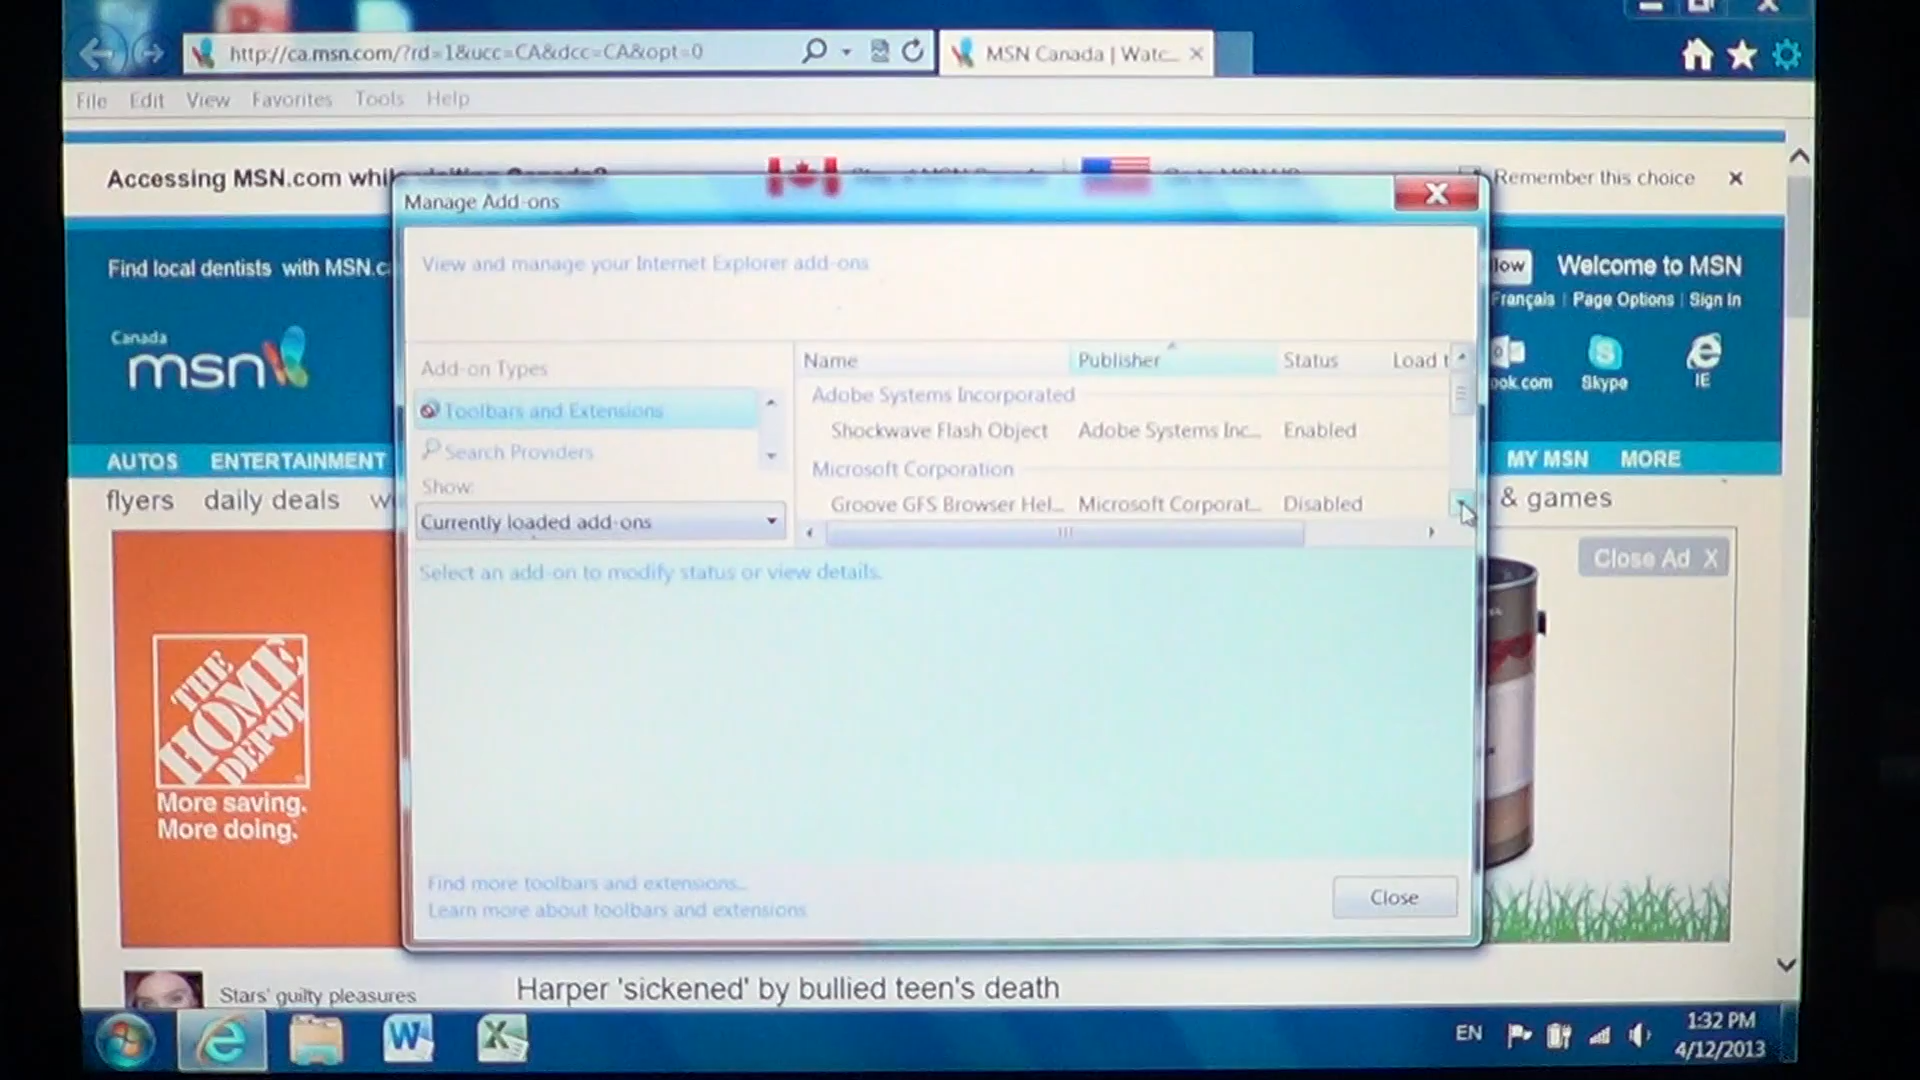 http://ca.msn.com/?rd=1&ucc=CA&dcc=CA&opt=0
MSN Canada | Watc...
File Edit View Favorites Tools Help
Accessing MSN.com while visiting Canada?
Remember this choice
Manage Add-ons
View and manage your Internet Explorer add-ons
Find local dentists with MSN.c
low
Welcome to MSN
Français | Page Options | Sign In
Canada
msn
ook.com
Skype
IE
Add-on Types
Toolbars and Extensions
Search Providers
Show:
Currently loaded add-ons
Name Publisher Status Load t
Adobe Systems Incorporated
Shockwave Flash Object Adobe Systems Inc... Enabled
Microsoft Corporation
Groove GFS Browser Hel... Microsoft Corporat... Disabled
AUTOS ENTERTAINMENT
MY MSN MORE
flyers daily deals
& games
Select an add-on to modify status or view details.
Close Ad X
THE
HOME
DEPOT
More saving.
More doing.
Find more toolbars and extensions...
Learn more about toolbars and extensions
Close
Stars' guilty pleasures
Harper 'sickened' by bullied teen's death
EN
1:32 PM
4/12/2013